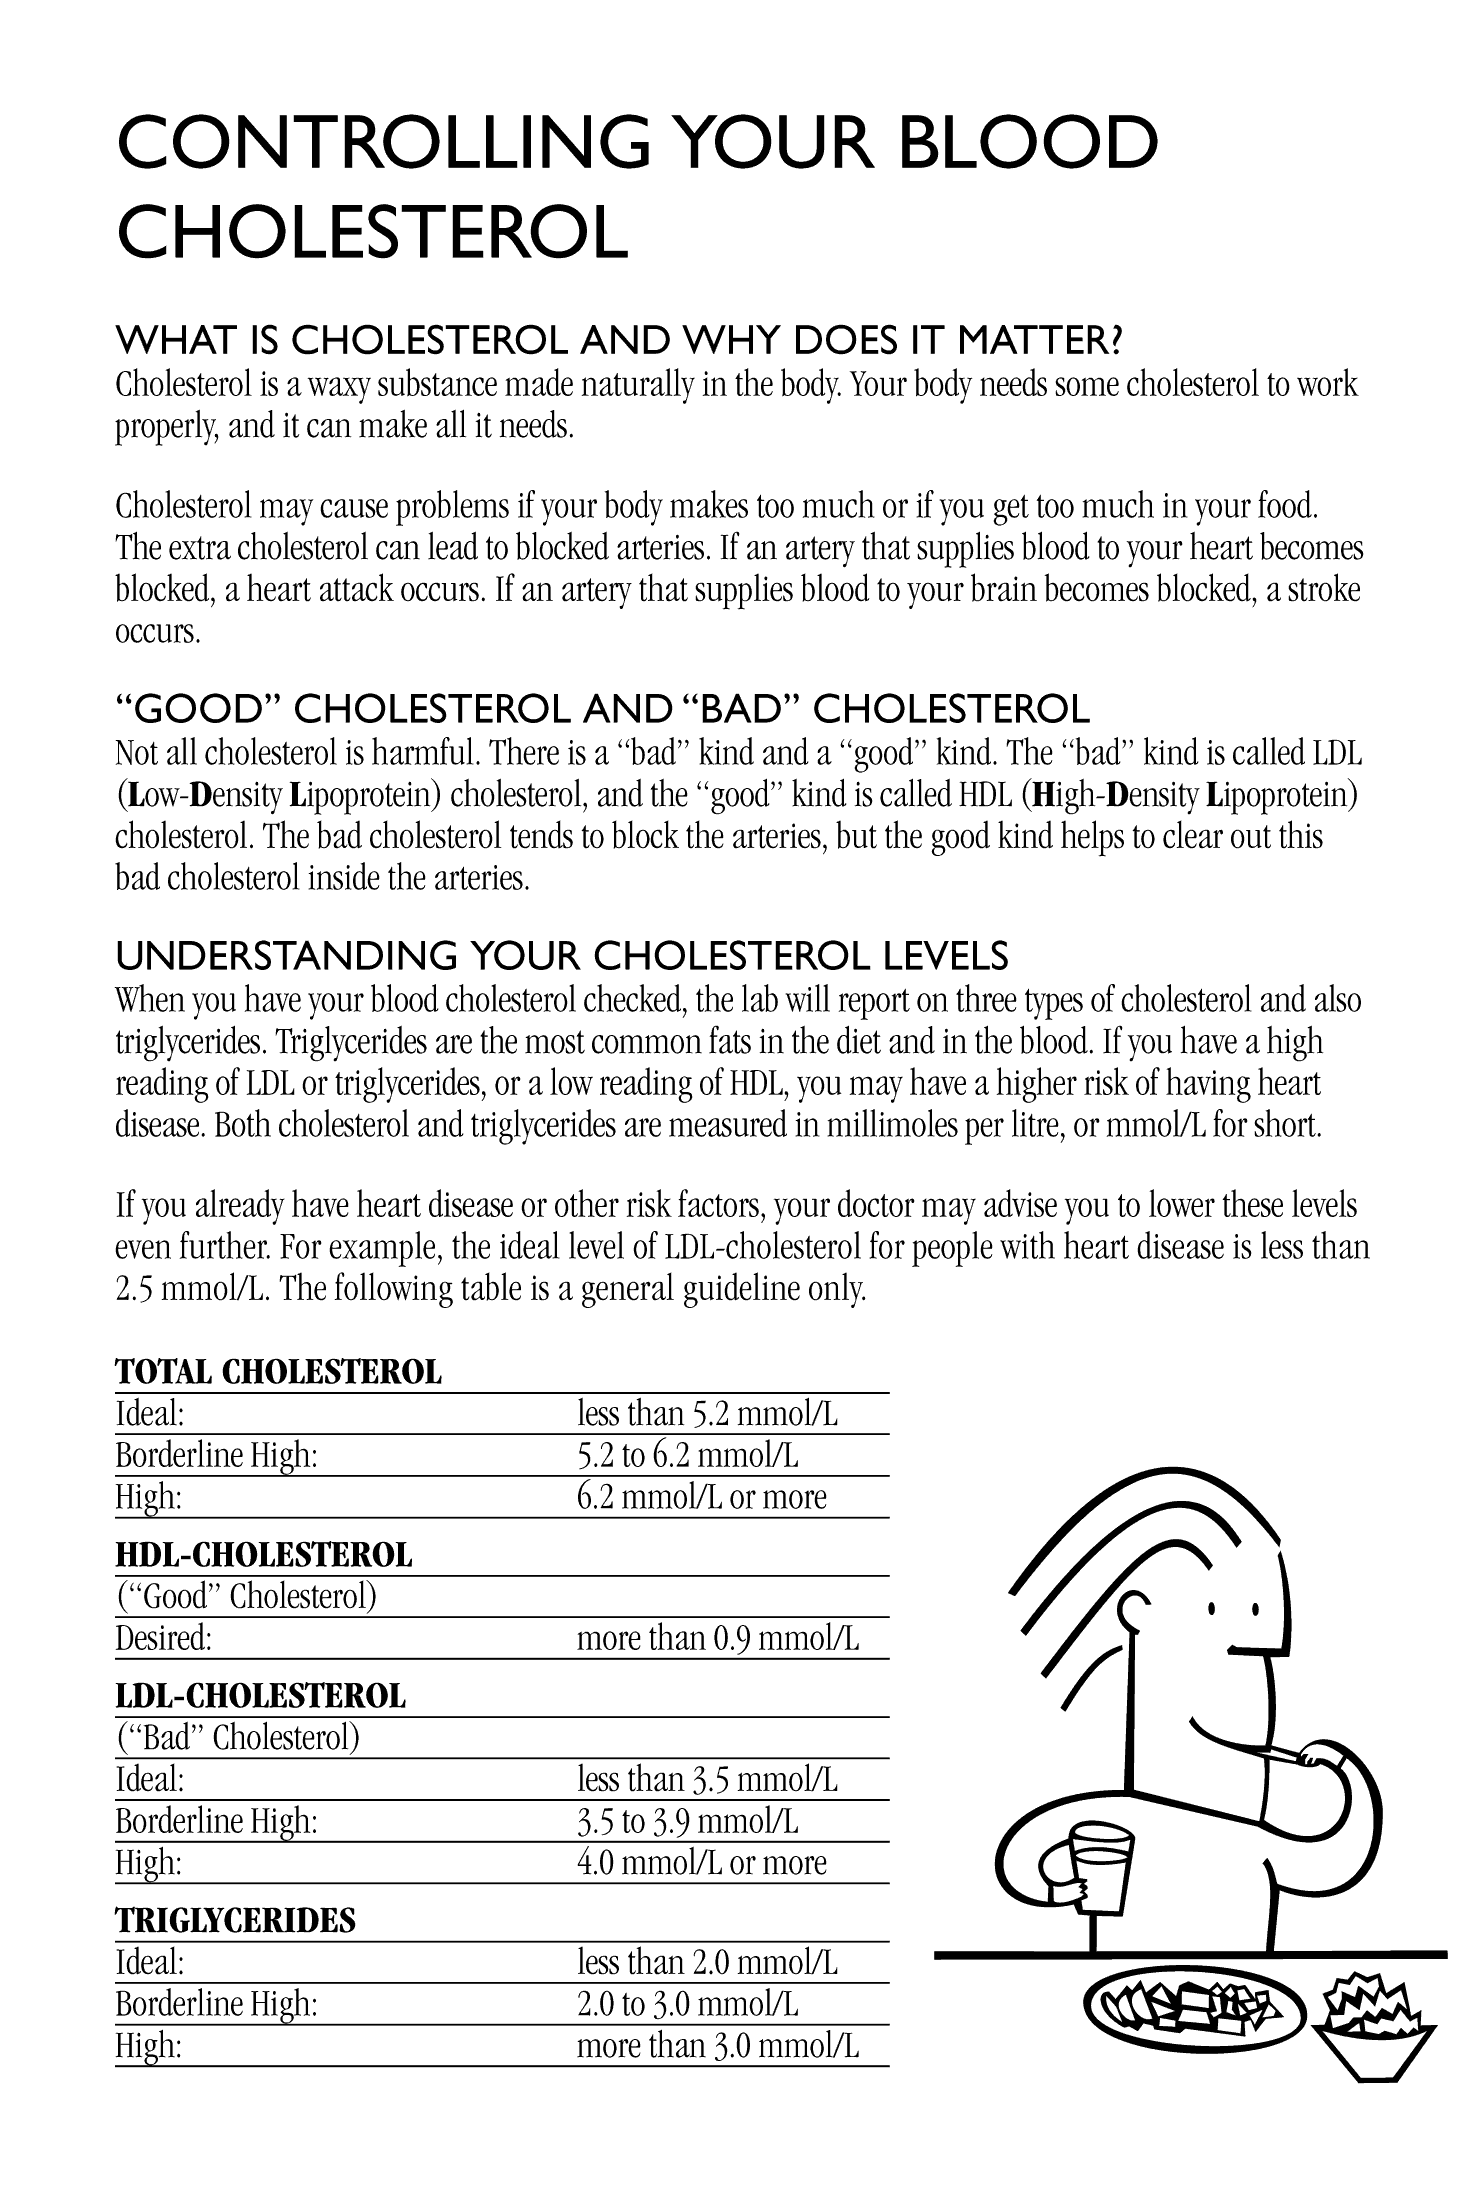 CONTROLLING YOUR BLOOD
CHOLESTEROL
WHAT IS CHOLESTEROL AND WHY DOES IT MATTER?
Cholesterol is a waxy substance made naturally in the body. Your body needs some cholesterol to work
properly, and it can make all it needs.
Cholesterol may cause problems if your body makes too much or if you get too much in your food.
The extra cholesterol can lead to blocked arteries. If an artery that supplies blood to your heart becomes
blocked, a heart attack occurs. If an artery that supplies blood to your brain becomes blocked, a stroke
occurs.
“GOOD” CHOLESTEROL AND “BAD” CHOLESTEROL
Not all cholesterol is harmful. There is a “bad” kind and a “good” kind. The “bad” kind is called LDL
(Low-Density Lipoprotein) cholesterol, and the “good” kind is called HDL (High-Density Lipoprotein)
cholesterol. The bad cholesterol tends to block the arteries, but the good kind helps to clear out this
bad cholesterol inside the arteries.
UNDERSTANDING YOUR CHOLESTEROL LEVELS
When you have your blood cholesterol checked, the lab will report on three types of cholesterol and also
triglycerides. Triglycerides are the most common fats in the diet and in the blood. If you have a high
reading of LDL or triglycerides, or a low reading of HDL, you may have a higher risk of having heart
disease. Both cholesterol and triglycerides are measured in millimoles per litre, or mmol/L for short.
If you already have heart disease or other risk factors, your doctor may advise you to lower these levels
even further. For example, the ideal level of LDL-cholesterol for people with heart disease is less than
2.5 mmol/L. The following table is a general guideline only.
TOTAL CHOLESTEROL
Ideal: less than 5.2 mmol/L
Borderline High: 5.2 to 6.2 mmol/L
High: 6.2 mmol/L or more
HDL-CHOLESTEROL
(“Good” Cholesterol)
Desired: more than 0.9 mmol/L
LDL-CHOLESTEROL
(“Bad” Cholesterol)
Ideal: less than 3.5 mmol/L
Borderline High: 3.5 to 3.9 mmol/L
High: 4.0 mmol/L or more
TRIGLYCERIDES
Ideal: less than 2.0 mmol/L
Borderline High: 2.0 to 3.0 mmol/L
High: more than 3.0 mmol/L